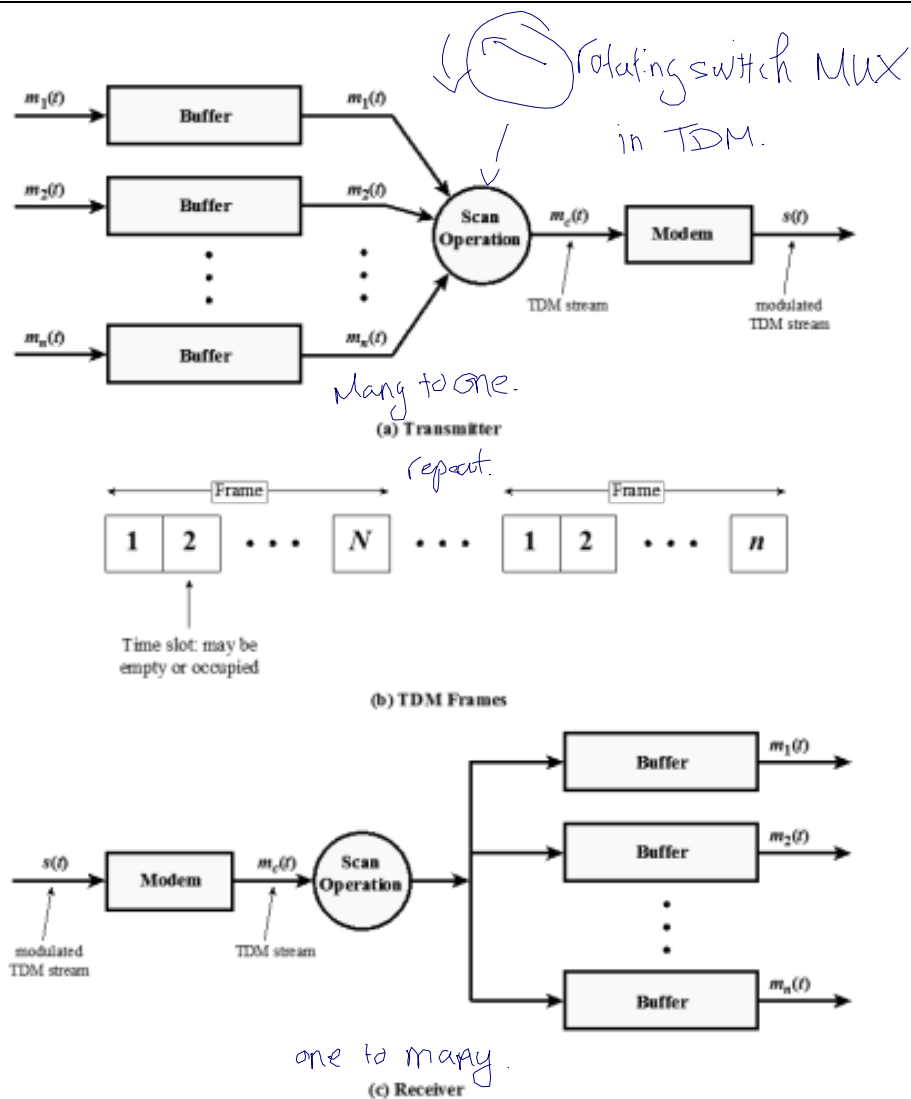 rotating switch MUX
in TDM.
m1(t) Buffer m1(t)
m2(t) Buffer m2(t)
Scan
Operation
mc(t) Modem s(t)
TDM stream
modulated
TDM stream
mn(t) Buffer mn(t)
Many to one.
(a) Transmitter
repeat.
Frame Frame
1 2 • • • N • • • 1 2 • • • n
Time slot: may be
empty or occupied
(b) TDM Frames
Buffer m1(t)
Buffer m2(t)
s(t) Modem mc(t)
Scan
Operation
modulated
TDM stream
TDM stream
Buffer mn(t)
one to many.
(c) Receiver